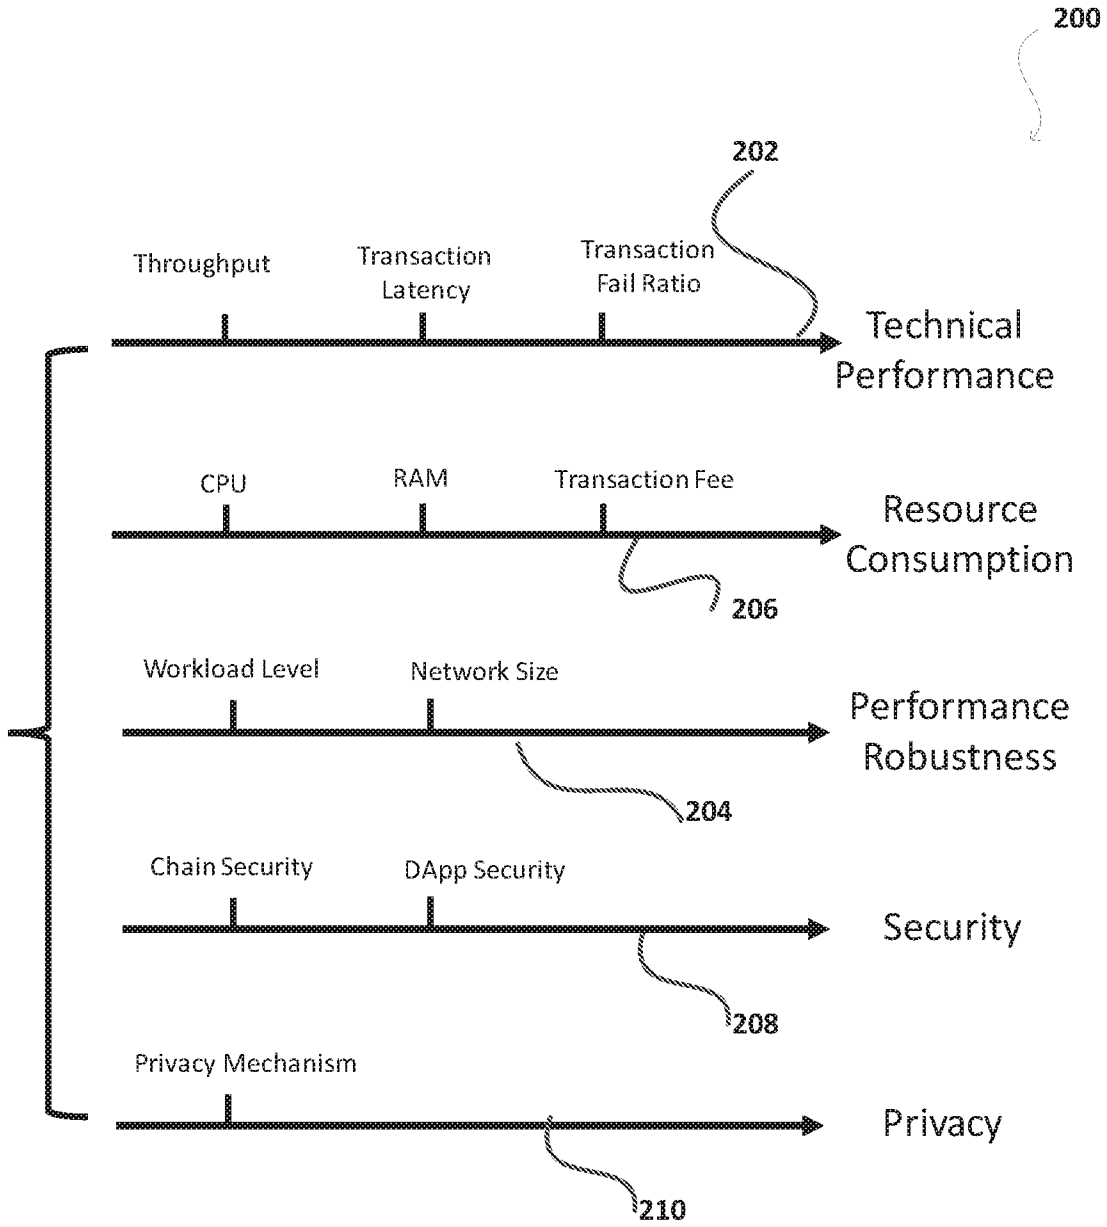 200
202
Throughput
Transaction
Latency
Transaction
Fail Ratio
Technical
Performance
CPU
RAM
Transaction Fee
Resource
Consumption
206
Workload Level
Network Size
Performance
Robustness
204
Chain Security
DApp Security
Security
208
Privacy Mechanism
Privacy
210